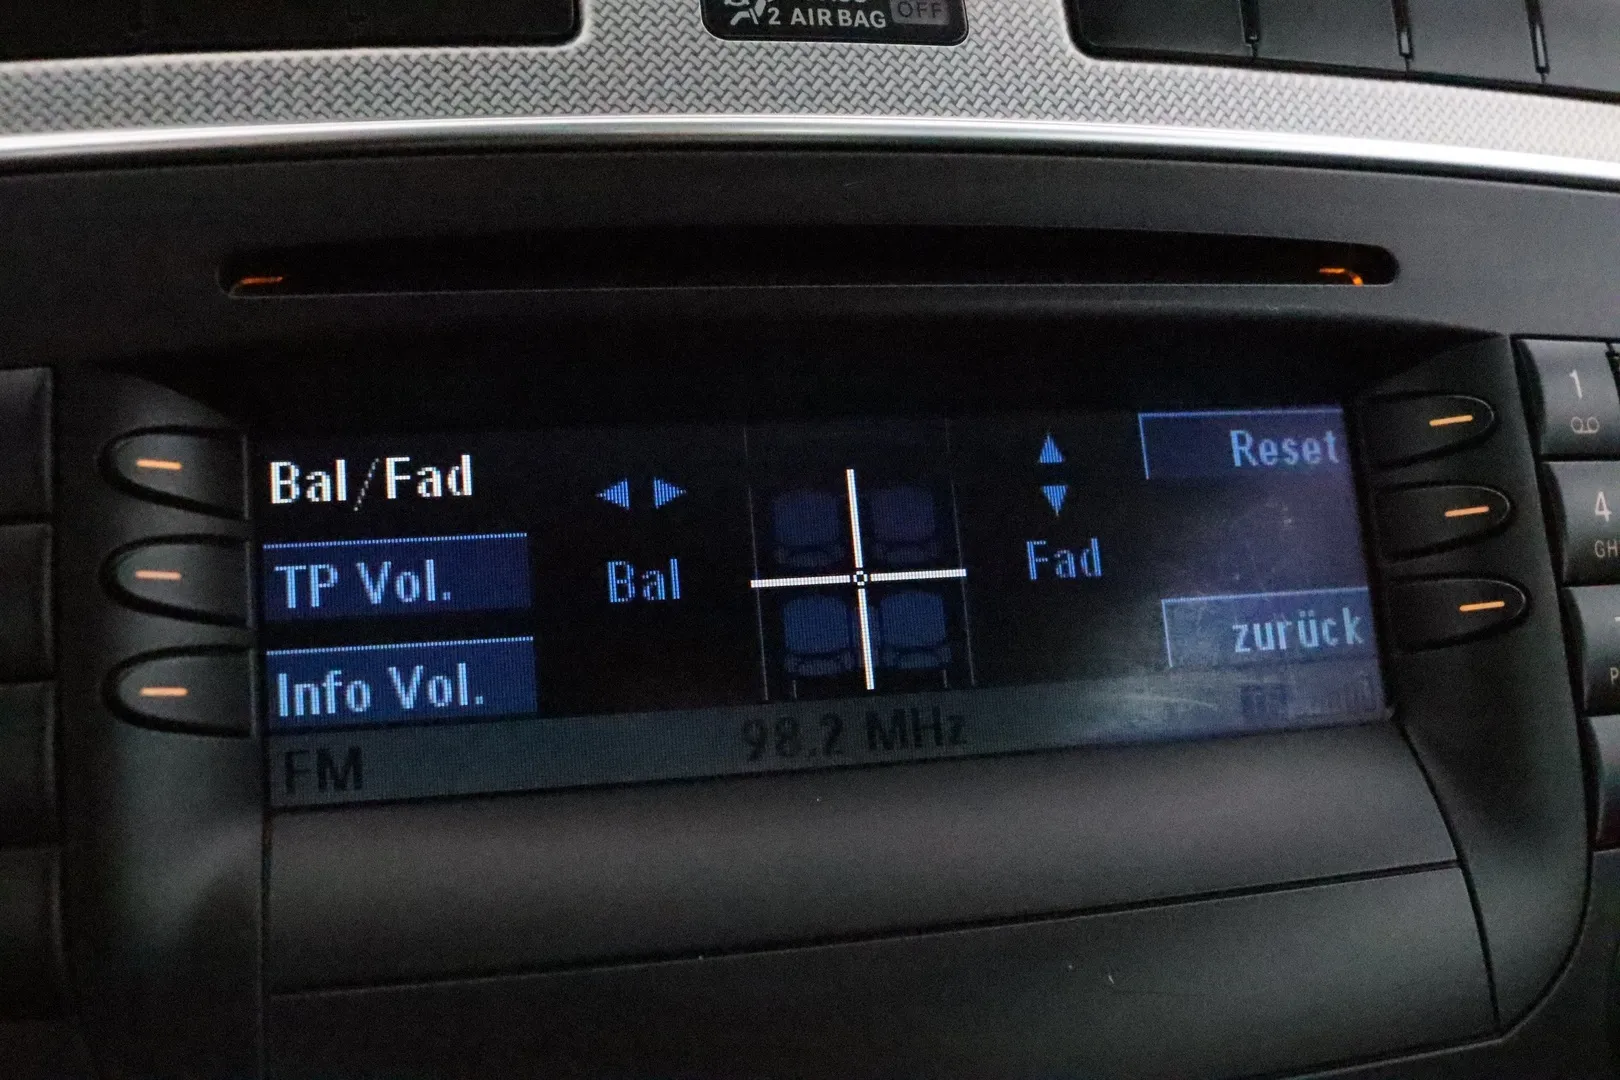 2 AIRBAG OFF
Bal/Fad
TP Vol.
Info Vol.
Bal
Fad
Reset
zurück
FM
98.2 MHz
1
4
GH